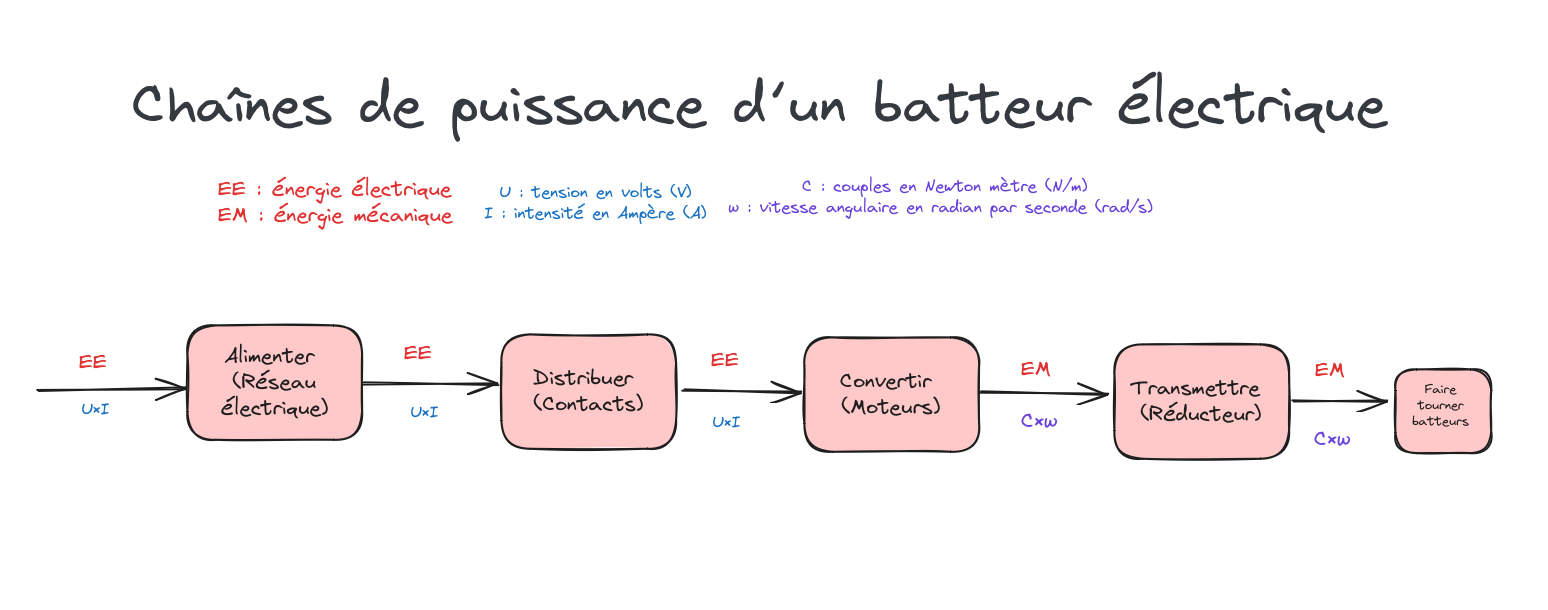 Chaînes de puissance d'un batteur électrique
EE : énergie électrique
EM : énergie mécanique
U : tension en volts (V)
I : intensité en Ampère (A)
C : couples en Newton mètre (N/m)
w : vitesse angulaire en radian par seconde (rad/s)
EE
U×I
Alimenter
(Réseau
électrique)
EE
U×I
Distribuer
(Contacts)
EE
U×I
Convertir
(Moteurs)
EM
C×w
Transmettre
(Réducteur)
EM
C×w
Faire
tourner
batteurs